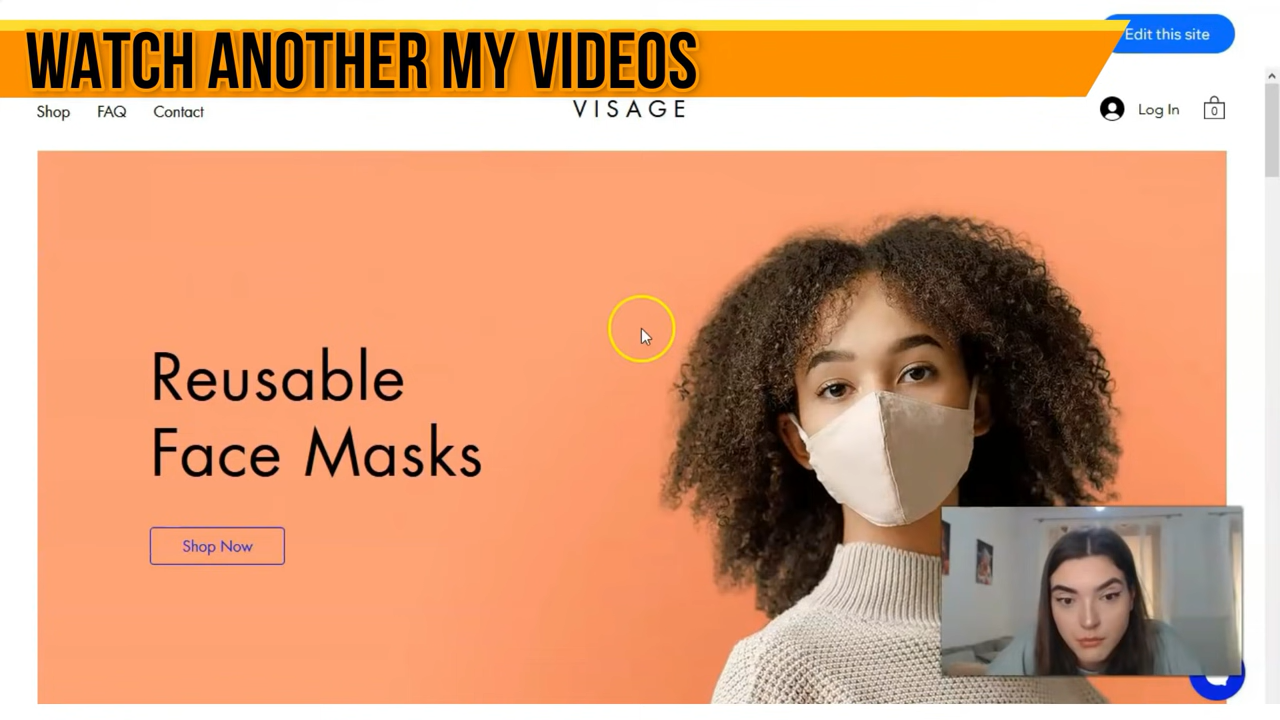 WATCH ANOTHER MY VIDEOS
Edit this site
Shop FAQ Contact
VISAGE
Log In
0
Reusable
Face Masks
Shop Now